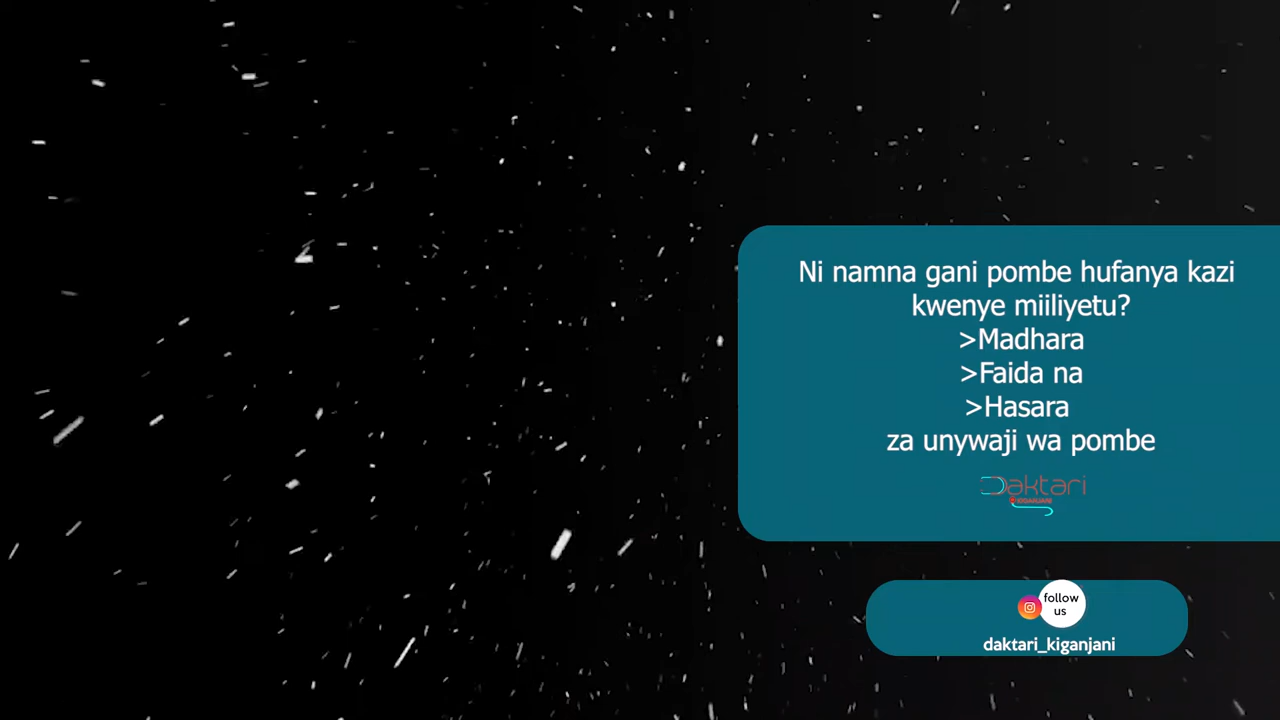 Ni namna gani pombe hufanya kazi
kwenye miiliyetu?
>Madhara
>Faida na
>Hasara
za unywaji wa pombe
Daktari
KIGANJANI
follow
us
daktari_kiganjani